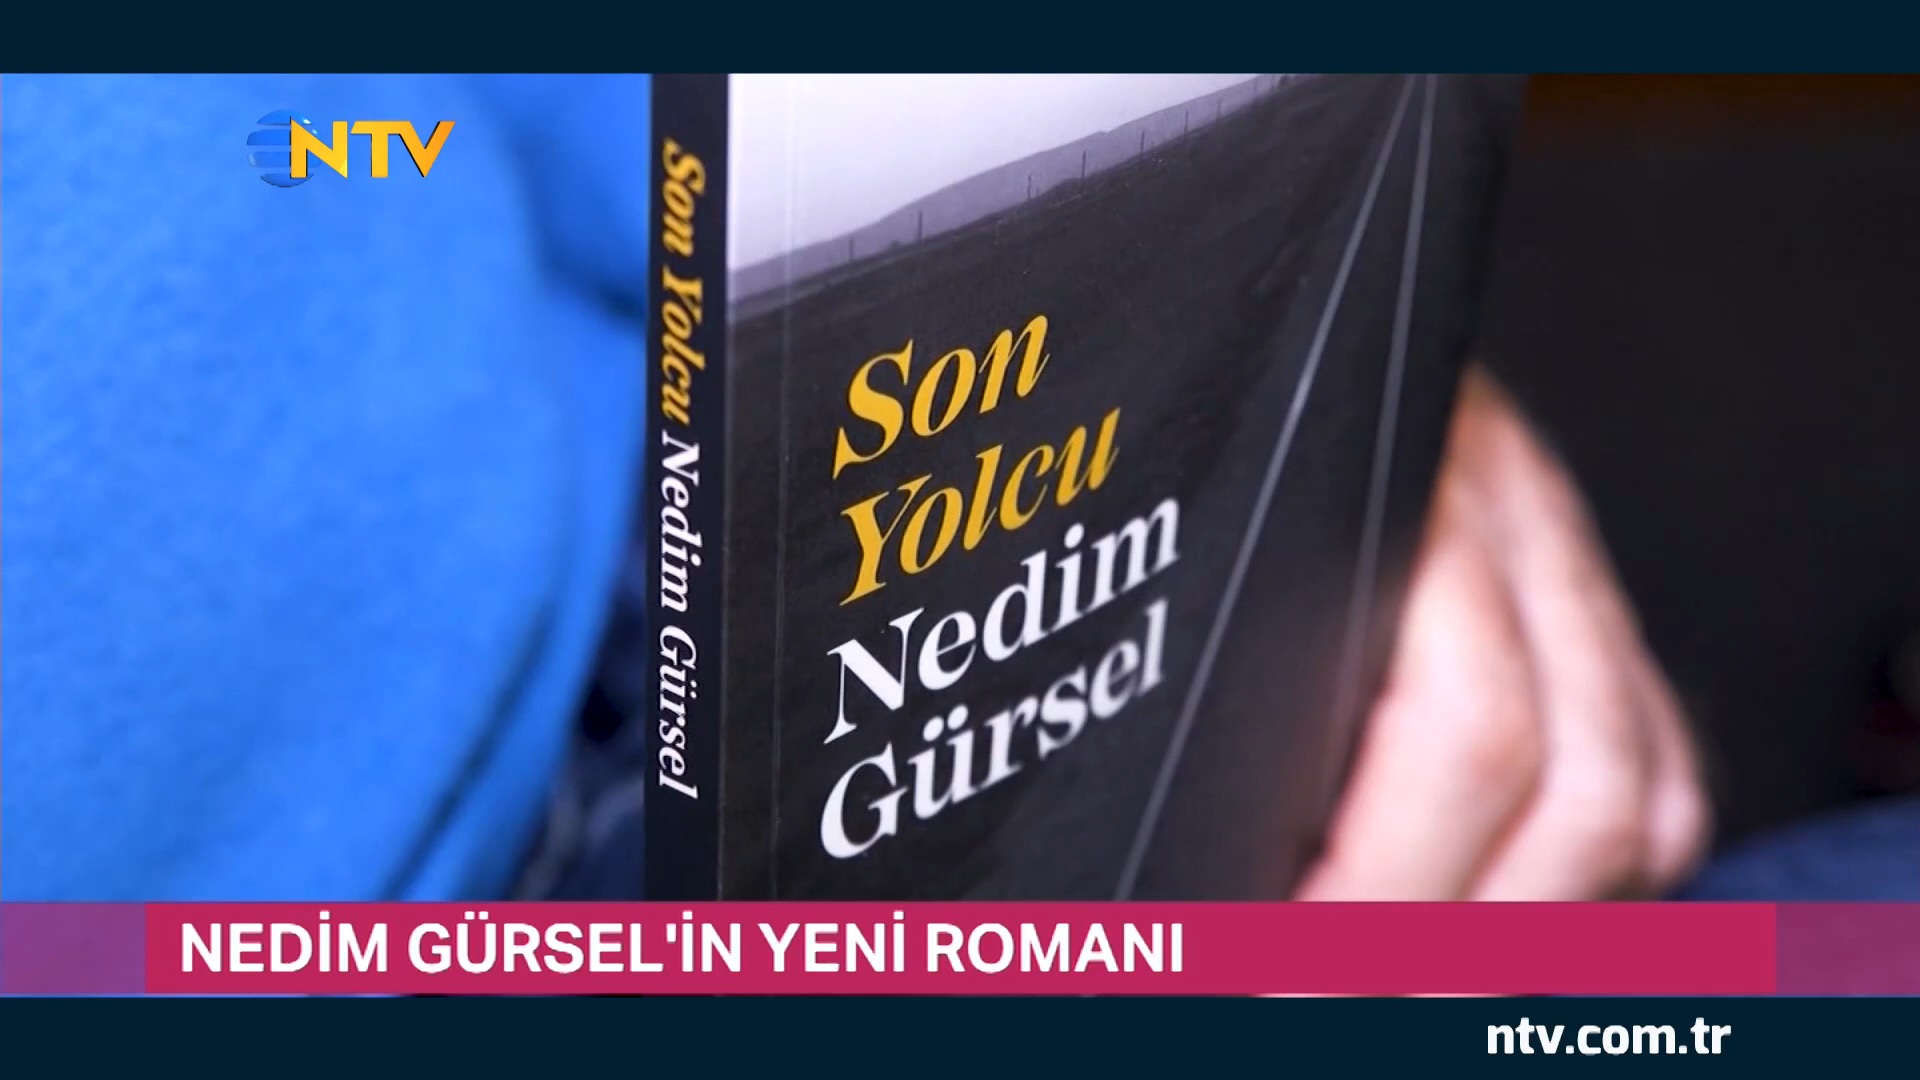 NTV
Son Yolcu Nedim Gürsel
Son
Yolcu
Nedim
Gürsel
NEDİM GÜRSEL'İN YENİ ROMANI
ntv.com.tr